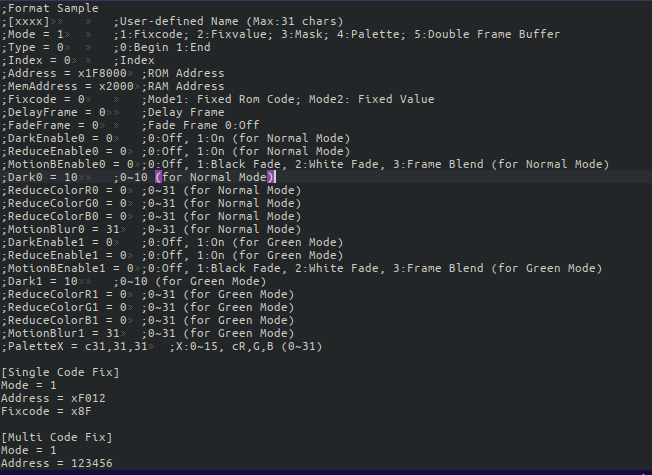 ;Format Sample
;[xxxx]		;User-defined Name (Max:31 chars)
;Mode = 1		;1:Fixcode; 2:Fixvalue; 3:Mask; 4:Palette; 5:Double Frame Buffer
;Type = 0		;0:Begin 1:End
;Index = 0		;Index
;Address = x1F8000	;ROM Address
;MemAddress = x2000	;RAM Address
;Fixcode = 0		;Mode1: Fixed Rom Code; Mode2: Fixed Value
;DelayFrame = 0		;Delay Frame
;FadeFrame = 0		;Fade Frame 0:Off
;DarkEnable0 = 0	;0:Off, 1:On (for Normal Mode)
;ReduceEnable0 = 0	;0:Off, 1:On (for Normal Mode)
;MotionBEnable0 = 0	;0:Off, 1:Black Fade, 2:White Fade, 3:Frame Blend (for Normal Mode)
;Dark0 = 10		;0~10 (for Normal Mode)
;ReduceColorR0 = 0	;0~31 (for Normal Mode)
;ReduceColorG0 = 0	;0~31 (for Normal Mode)
;ReduceColorB0 = 0	;0~31 (for Normal Mode)
;MotionBlur0 = 31	;0~31 (for Normal Mode)
;DarkEnable1 = 0	;0:Off, 1:On (for Green Mode)
;ReduceEnable1 = 0	;0:Off, 1:On (for Green Mode)
;MotionBEnable1 = 0	;0:Off, 1:Black Fade, 2:White Fade, 3:Frame Blend (for Green Mode)
;Dark1 = 10		;0~10 (for Green Mode)
;ReduceColorR1 = 0	;0~31 (for Green Mode)
;ReduceColorG1 = 0	;0~31 (for Green Mode)
;ReduceColorB1 = 0	;0~31 (for Green Mode)
;MotionBlur1 = 31	;0~31 (for Green Mode)
;PaletteX = c31,31,31	;X:0~15, cR,G,B (0~31)
[Single Code Fix]
Mode = 1
Address = xF012
Fixcode = x8F
[Multi Code Fix]
Mode = 1
Address = 123456